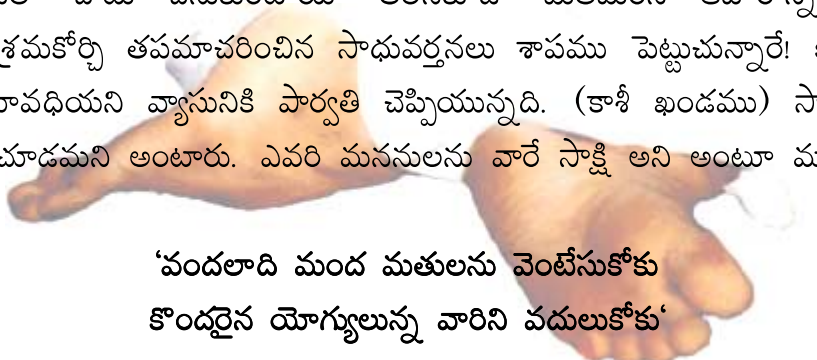 శ్రమకోర్చి తపమాచరించిన సాధువర్తనలు శాపము పెట్టుచున్నారే!
వావధియని వ్యాసునికి పార్వతి చెప్పియున్నది. (కాశీ ఖండము)
చూడమని అంటారు. ఎవరి మననులను వారే సాక్షి అని అంటూ
‘వందలాది మంద మతులను వెంటేసుకోకు
కొందరైన యోగ్యులున్న వారిని వదులుకోకు‘